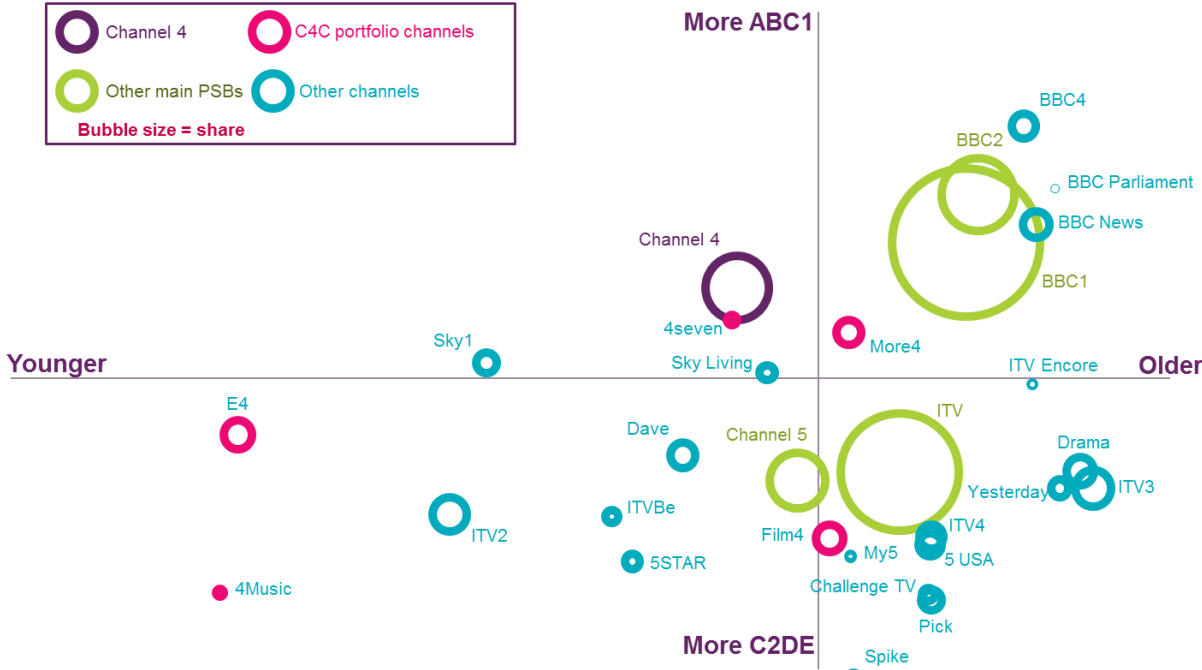 More ABC1
Channel 4
C4C portfolio channels
Other main PSBs
Other channels
Bubble size = share
BBC4
BBC2
BBC Parliament
BBC News
Channel 4
BBC1
4seven
More4
Sky1
Sky Living
ITV Encore
Younger
Older
E4
ITV
Dave
Channel 5
Drama
Yesterday
ITV3
ITVBe
ITV2
Film4
ITV4
My5
5 USA
5STAR
4Music
Challenge TV
Pick
More C2DE
Spike